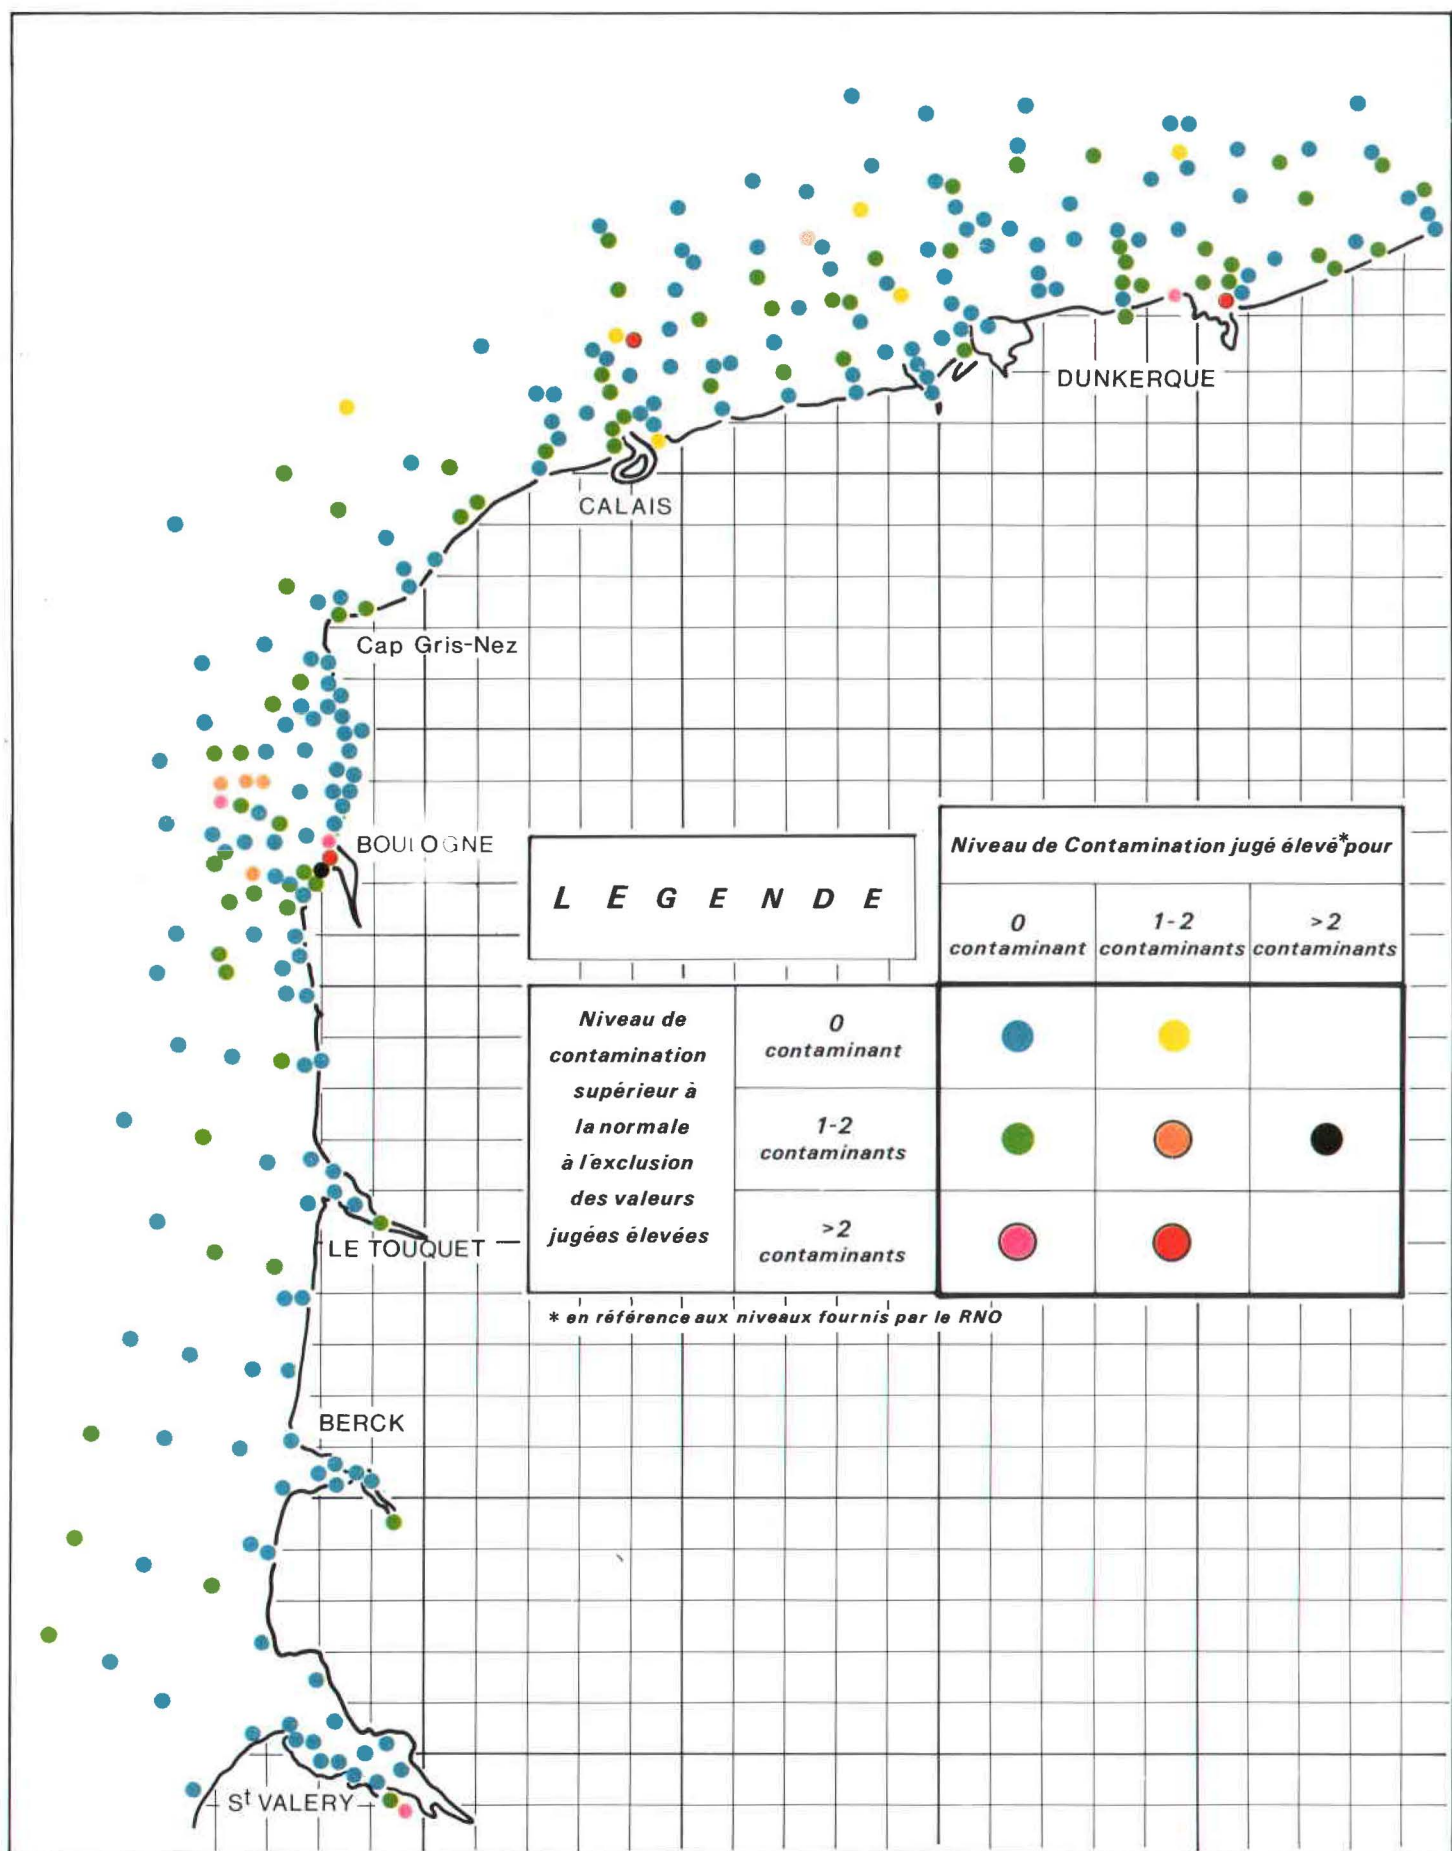 DUNKERQUE
CALAIS
Cap Gris-Nez
BOULOGNE
LEGENDE
Niveau de Contamination jugé élevé*pour
0
contaminant
1-2
contaminants
>2
contaminants
Niveau de
contamination
supérieur à
la normale
à l'exclusion
des valeurs
jugées élevées
0
contaminant
1-2
contaminants
>2
contaminants
LE TOUQUET
* en référence aux niveaux fournis par le RNO
BERCK
St VALERY